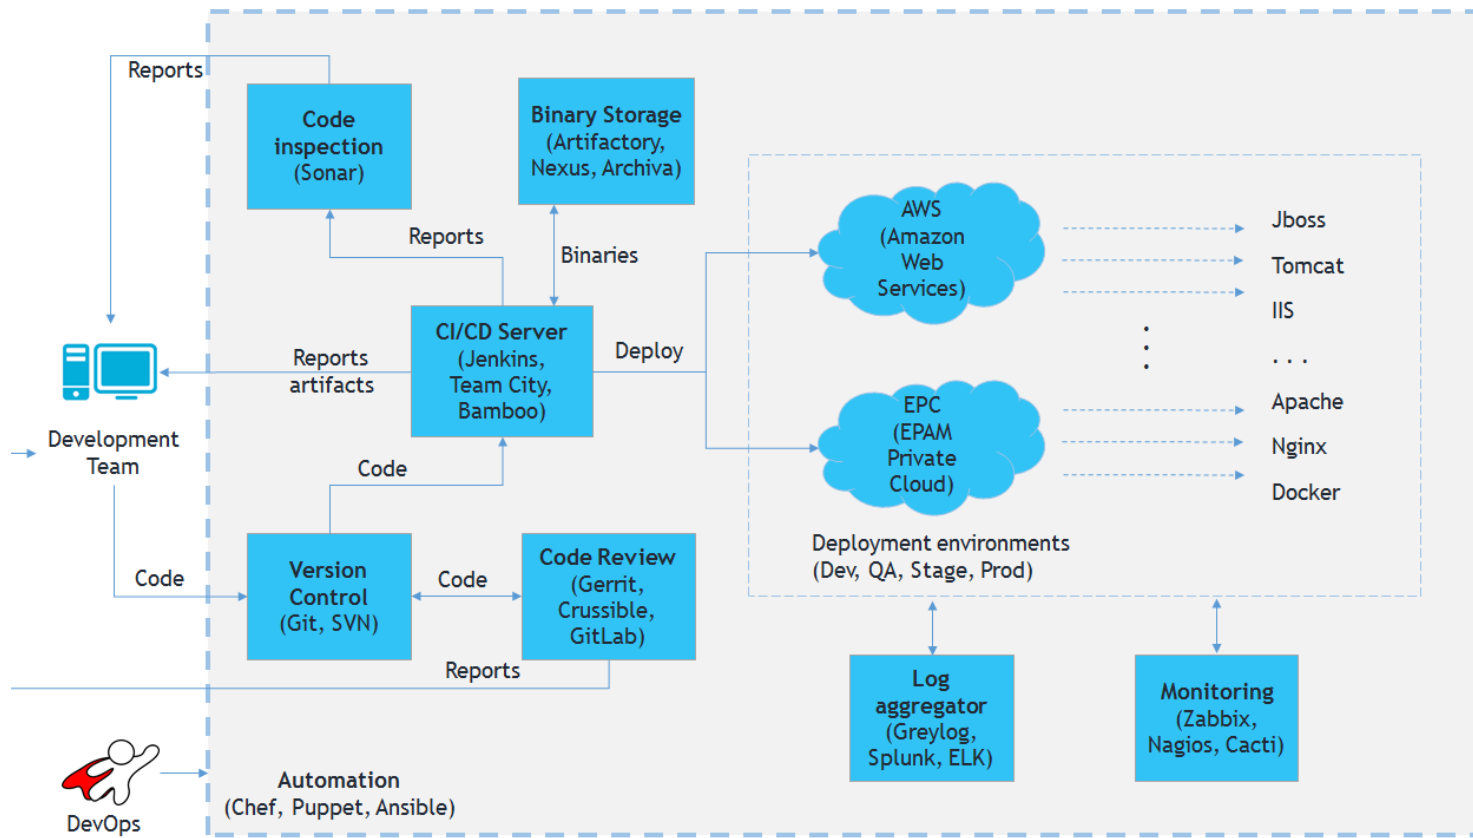 Reports
Code
inspection
(Sonar)
Binary Storage
(Artifactory,
Nexus, Archiva)
Reports
Binaries
AWS
(Amazon
Web
Services)
Jboss
Tomcat
IIS
. . .
Apache
Nginx
Docker
CI/CD Server
(Jenkins,
Team City,
Bamboo)
Reports
artifacts
Deploy
EPC
(EPAM
Private
Cloud)
Development
Team
Code
Deployment environments
(Dev, QA, Stage, Prod)
Code
Version
Control
(Git, SVN)
Code
Code Review
(Gerrit,
Crussible,
GitLab)
Reports
Log
aggregator
(Greylog,
Splunk, ELK)
Monitoring
(Zabbix,
Nagios, Cacti)
Automation
(Chef, Puppet, Ansible)
DevOps